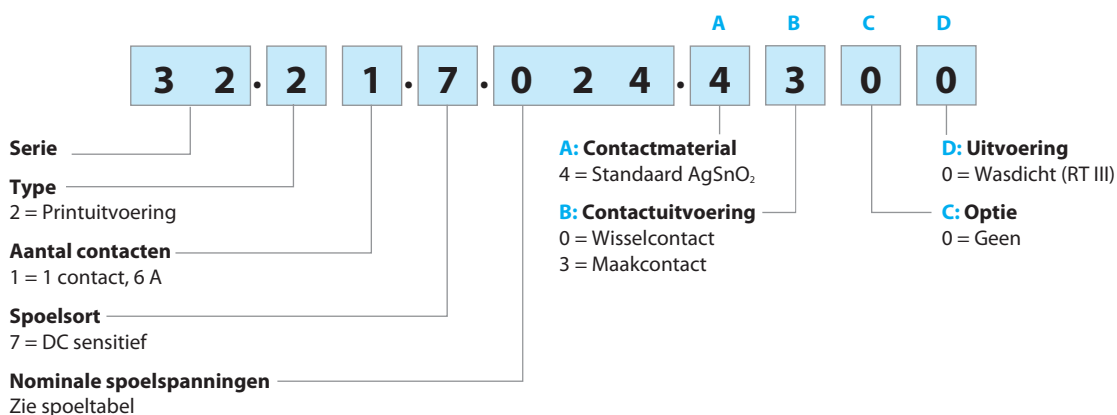 A B C D
3 2 . 2 1 . 7 . 0 2 4 . 4 3 0 0
Serie
Type
2 = Printuitvoering
Aantal contacten
1 = 1 contact, 6 A
Spoelsort
7 = DC sensitief
Nominale spoelspanningen
Zie spoeltabel
A: Contactmaterial
4 = Standaard AgSnO₂
B: Contactuitvoering
0 = Wisselcontact
3 = Maakcontact
D: Uitvoering
0 = Wasdicht (RT III)
C: Optie
0 = Geen